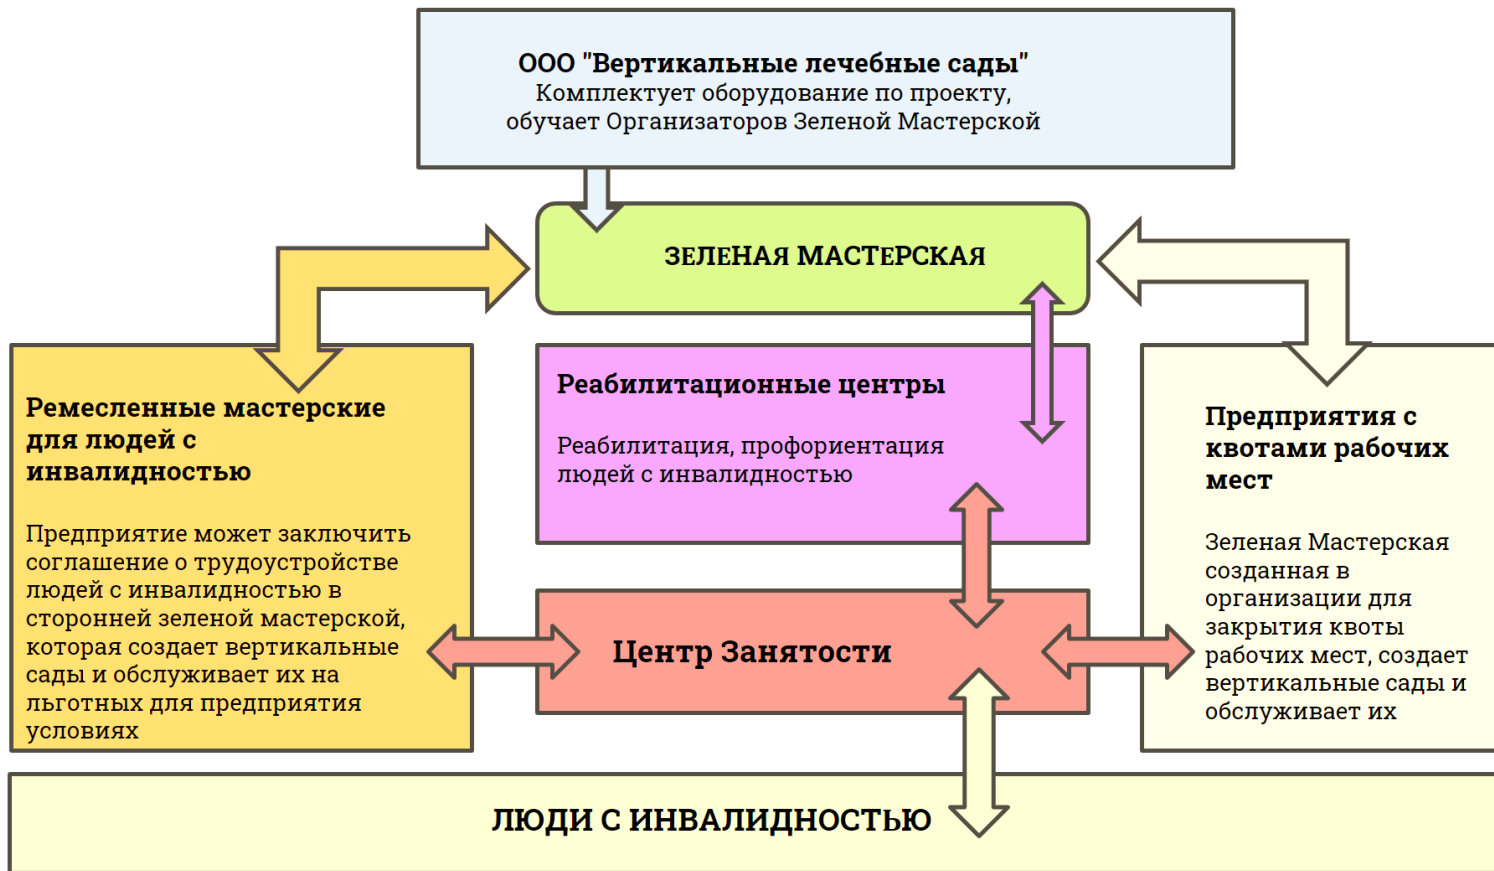 ООО "Вертикальные лечебные сады"
Комплектует оборудование по проекту,
обучает Организаторов Зеленой Мастерской
ЗЕЛЕНАЯ МАСТЕРСКАЯ
Ремесленные мастерские
для людей с
инвалидностью
Предприятие может заключить
соглашение о трудоустройстве
людей с инвалидностью в
сторонней зеленой мастерской,
которая создает вертикальные
сады и обслуживает их на
льготных для предприятия
условиях
Реабилитационные центры
Реабилитация, профориентация
людей с инвалидностью
Центр Занятости
Предприятия с
квотами рабочих
мест
Зеленая Мастерская
созданная в
организации для
закрытия квоты
рабочих мест, создает
вертикальные сады и
обслуживает их
ЛЮДИ С ИНВАЛИДНОСТЬЮ